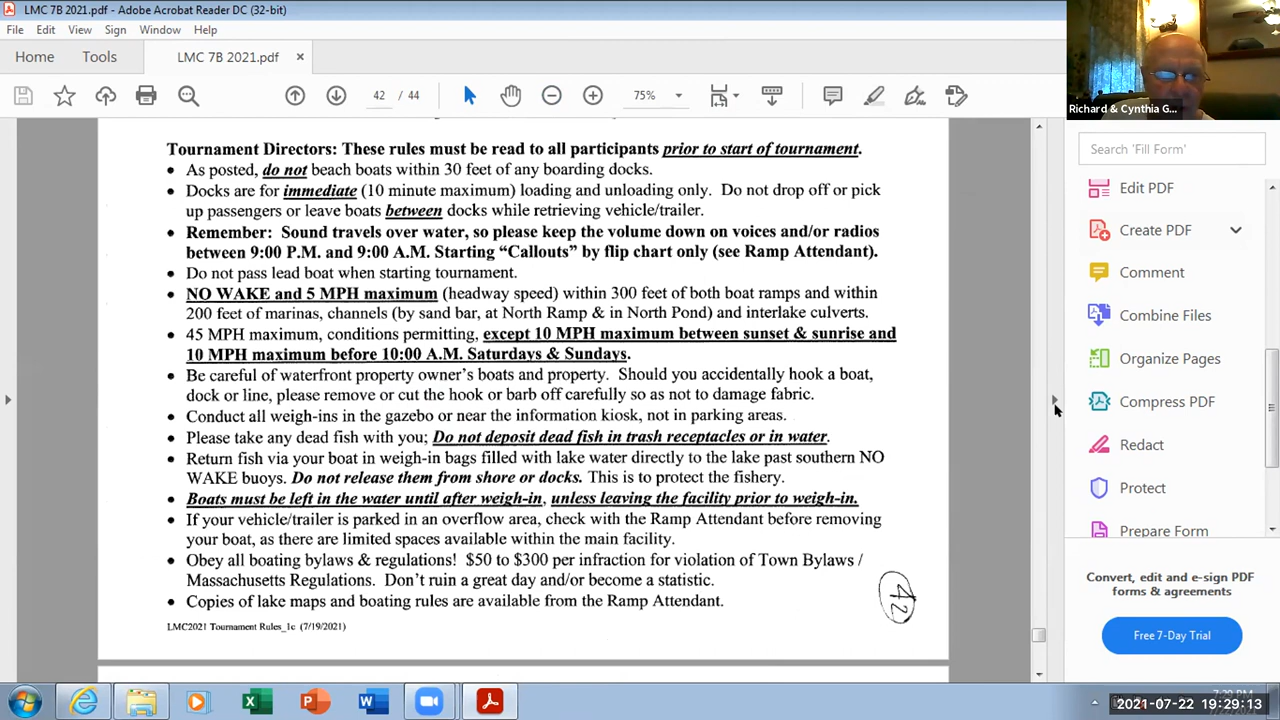 LMC 7B 2021.pdf - Adobe Acrobat Reader DC (32-bit)
File Edit View Sign Window Help
Home Tools LMC 7B 2021.pdf ×
42 / 44 75%
Richard & Cynthia G...
Tournament Directors: These rules must be read to all participants prior to start of tournament.
• As posted, do not beach boats within 30 feet of any boarding docks.
• Docks are for immediate (10 minute maximum) loading and unloading only. Do not drop off or pick
up passengers or leave boats between docks while retrieving vehicle/trailer.
• Remember: Sound travels over water, so please keep the volume down on voices and/or radios
between 9:00 P.M. and 9:00 A.M. Starting “Callouts” by flip chart only (see Ramp Attendant).
• Do not pass lead boat when starting tournament.
• NO WAKE and 5 MPH maximum (headway speed) within 300 feet of both boat ramps and within
200 feet of marinas, channels (by sand bar, at North Ramp & in North Pond) and interlake culverts.
• 45 MPH maximum, conditions permitting, except 10 MPH maximum between sunset & sunrise and
10 MPH maximum before 10:00 A.M. Saturdays & Sundays.
• Be careful of waterfront property owner’s boats and property. Should you accidentally hook a boat,
dock or line, please remove or cut the hook or barb off carefully so as not to damage fabric.
• Conduct all weigh-ins in the gazebo or near the information kiosk, not in parking areas.
• Please take any dead fish with you; Do not deposit dead fish in trash receptacles or in water.
• Return fish via your boat in weigh-in bags filled with lake water directly to the lake past southern NO
WAKE buoys. Do not release them from shore or docks. This is to protect the fishery.
• Boats must be left in the water until after weigh-in, unless leaving the facility prior to weigh-in.
• If your vehicle/trailer is parked in an overflow area, check with the Ramp Attendant before removing
your boat, as there are limited spaces available within the main facility.
• Obey all boating bylaws & regulations! $50 to $300 per infraction for violation of Town Bylaws /
Massachusetts Regulations. Don’t ruin a great day and/or become a statistic.
• Copies of lake maps and boating rules are available from the Ramp Attendant.
42
LMC2021 Tournament Rules_1c (7/19/2021)
Search 'Fill Form'
Edit PDF
Create PDF
Comment
Combine Files
Organize Pages
Compress PDF
Redact
Protect
Prepare Form
Convert, edit and e-sign PDF
forms & agreements
Free 7-Day Trial
2021-07-22 19:29:13